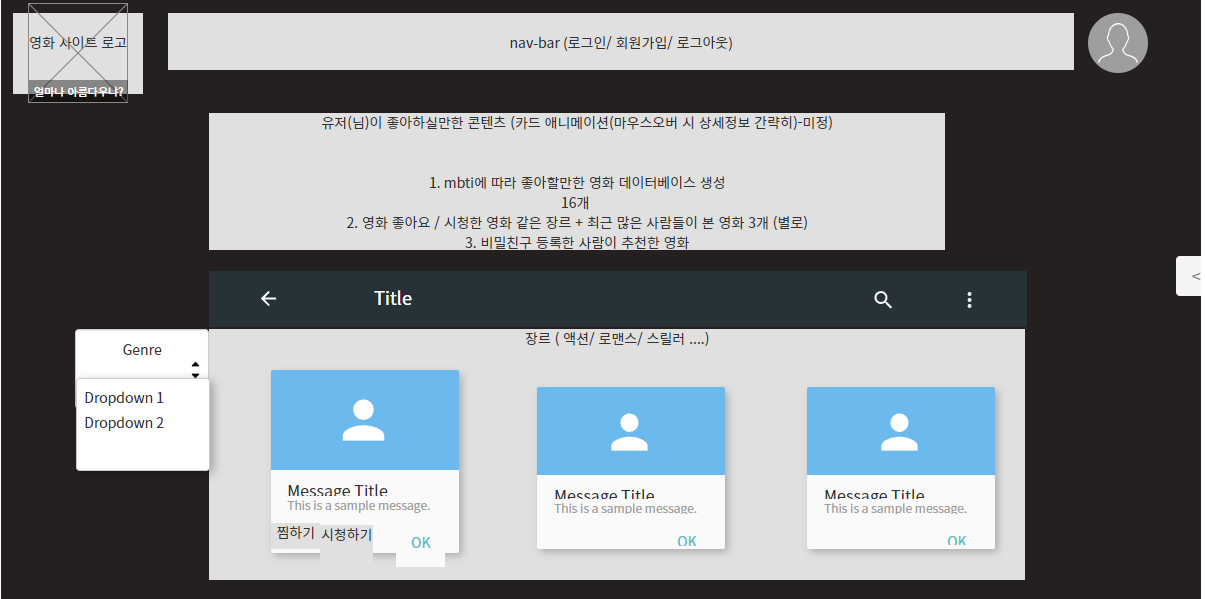 영화 사이트 로고
얼마나 아름다우냐?
nav-bar (로그인/ 회원가입/ 로그아웃)
유저(님)이 좋아하실만한 콘텐츠 (카드 애니메이션(마우스오버 시 상세정보 간략히)-미정)
1. mbti에 따라 좋아할만한 영화 데이터베이스 생성
16개
2. 영화 좋아요 / 시청한 영화 같은 장르 + 최근 많은 사람들이 본 영화 3개 (별로)
3. 비밀친구 등록한 사람이 추천한 영화
<
Title
장르 ( 액션/ 로맨스/ 스릴러 ....)
Genre
Dropdown 1
Dropdown 2
Message Title
This is a sample message.
찜하기
시청하기
OK
Message Title
This is a sample message.
OK
Message Title
This is a sample message.
OK